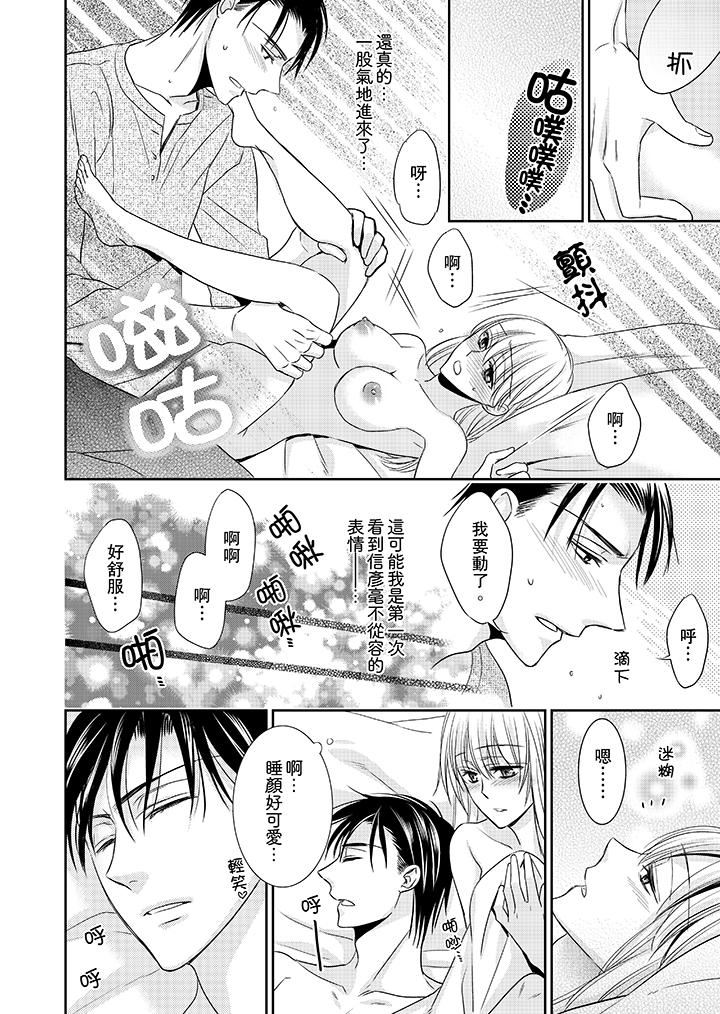 抓
咕噗噗噗…
還真的…
一股氣地進來了…
呀…
啊…
顫抖
啊…
噬咕
呼…
滴下
我要動了。
這可能我是第一次
看到信彥毫不從容的
表情——…
啊啊
啊…
好舒服…
啪
嗯……
迷糊
啊…
睡顏好可愛…
呼——
輕笑♡
呼
呼